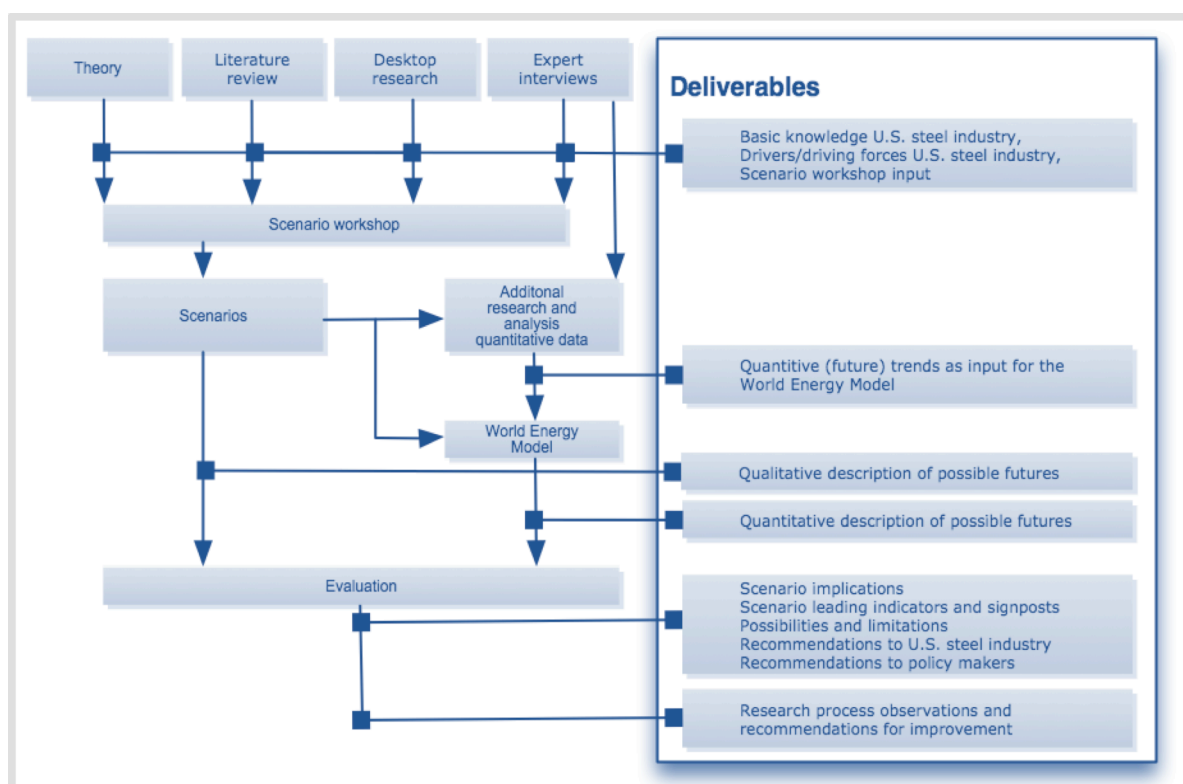 Theory
Literature
review
Desktop
research
Expert
interviews
Deliverables
Basic knowledge U.S. steel industry,
Drivers/driving forces U.S. steel industry,
Scenario workshop input
Scenario workshop
Scenarios
Additonal
research and
analysis
quantitative data
Quantitive (future) trends as input for the
World Energy Model
World Energy
Model
Qualitative description of possible futures
Quantitative description of possible futures
Evaluation
Scenario implications
Scenario leading indicators and signposts
Possibilities and limitations
Recommendations to U.S. steel industry
Recommendations to policy makers
Research process observations and
recommendations for improvement